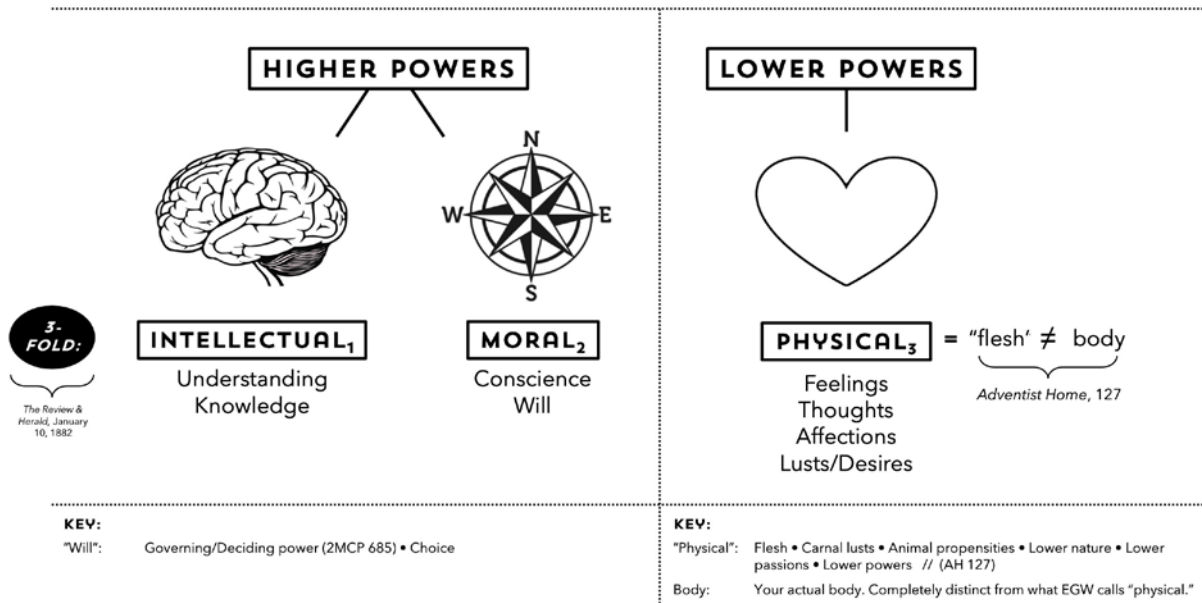 HIGHER POWERS
LOWER POWERS
N
W
E
S
3-
FOLD:
The Review &
Herald, January
10, 1882
INTELLECTUAL₁
Understanding
Knowledge
MORAL₂
Conscience
Will
PHYSICAL₃ = "flesh' ≠ body
Feelings
Thoughts
Affections
Lusts/Desires
Adventist Home, 127
KEY:
"Will": Governing/Deciding power (2MCP 685) • Choice
KEY:
"Physical": Flesh • Carnal lusts • Animal propensities • Lower nature • Lower
passions • Lower powers // (AH 127)
Body: Your actual body. Completely distinct from what EGW calls "physical."